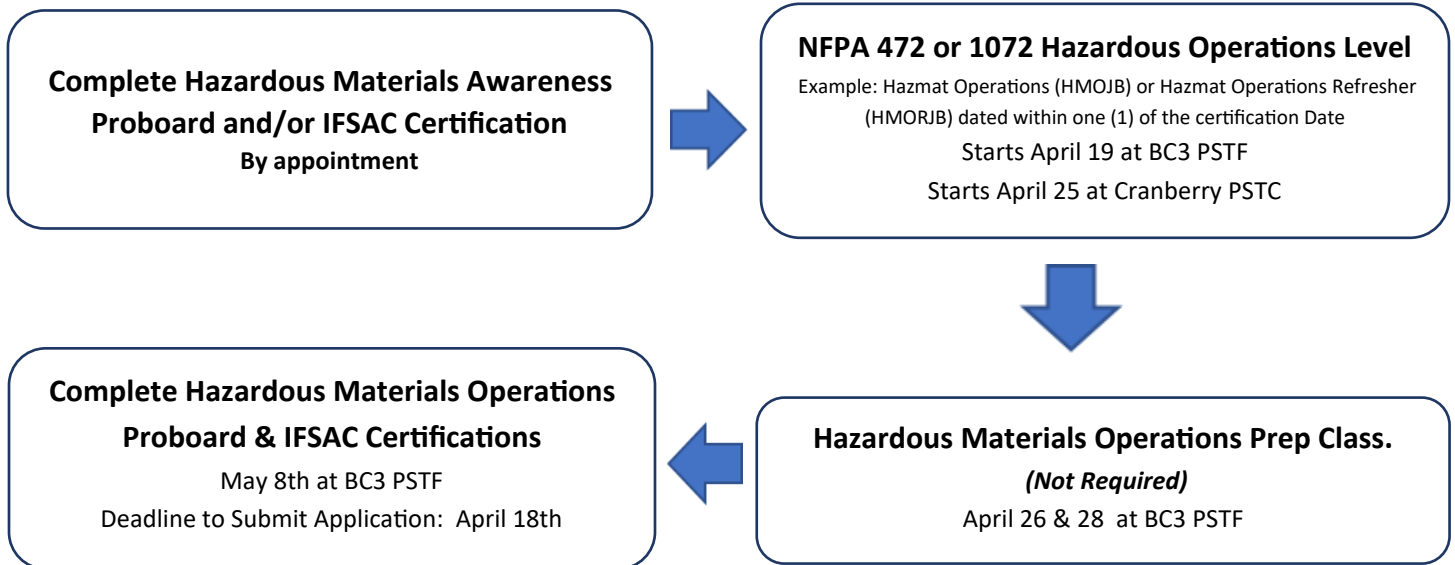 Complete Hazardous Materials Awareness
Proboard and/or IFSAC Certification
By appointment
NFPA 472 or 1072 Hazardous Operations Level
Example: Hazmat Operations (HMOJB) or Hazmat Operations Refresher
(HMORJB) dated within one (1) of the certification Date
Starts April 19 at BC3 PSTF
Starts April 25 at Cranberry PSTC
Hazardous Materials Operations Prep Class.
(Not Required)
April 26 & 28 at BC3 PSTF
Complete Hazardous Materials Operations
Proboard & IFSAC Certifications
May 8th at BC3 PSTF
Deadline to Submit Application: April 18th